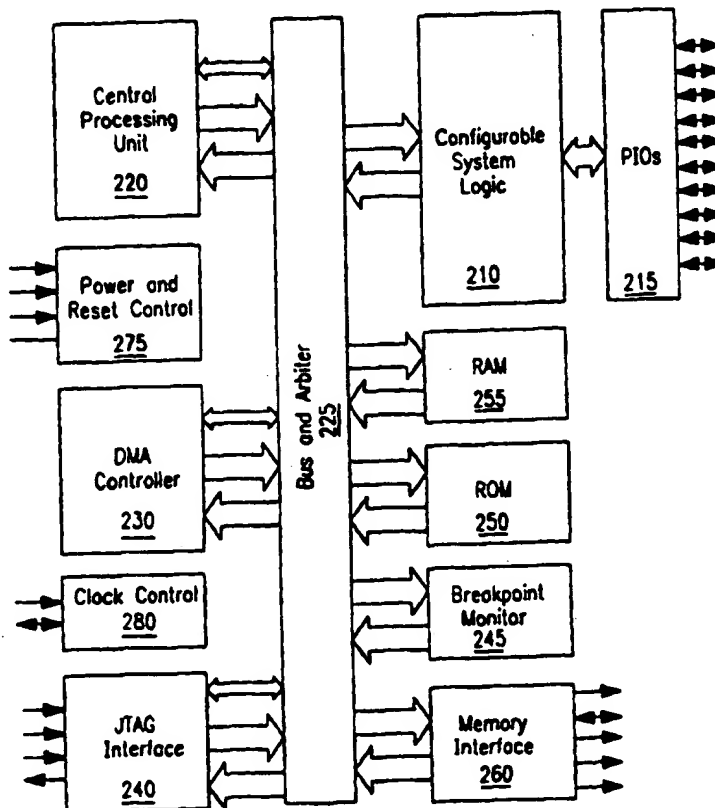 Central
Processing
Unit
220
Power and
Reset Control
275
DMA
Controller
230
Clock Control
280
JTAG
Interface
240
Bus and Arbiter
225
Configurable
System
Logic
210
PIOs
215
RAM
255
ROM
250
Breakpoint
Monitor
245
Memory
Interface
260